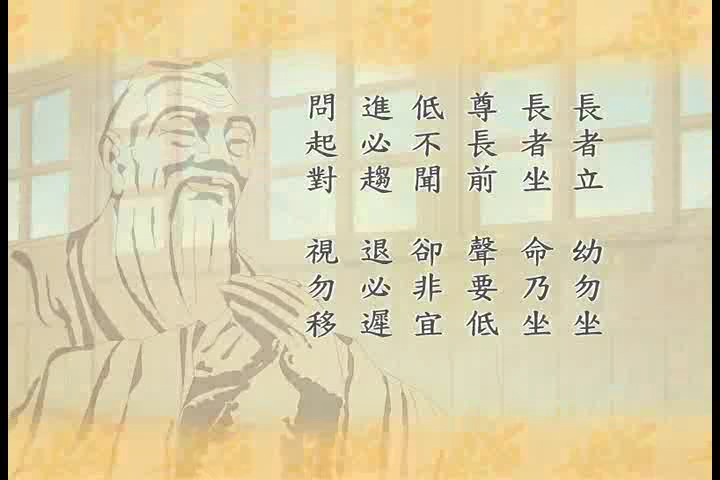 長者立 幼勿坐
長者坐 命乃坐
尊長前 聲要低
低不聞 卻非宜
進必趨 退必遲
問起對 視勿移